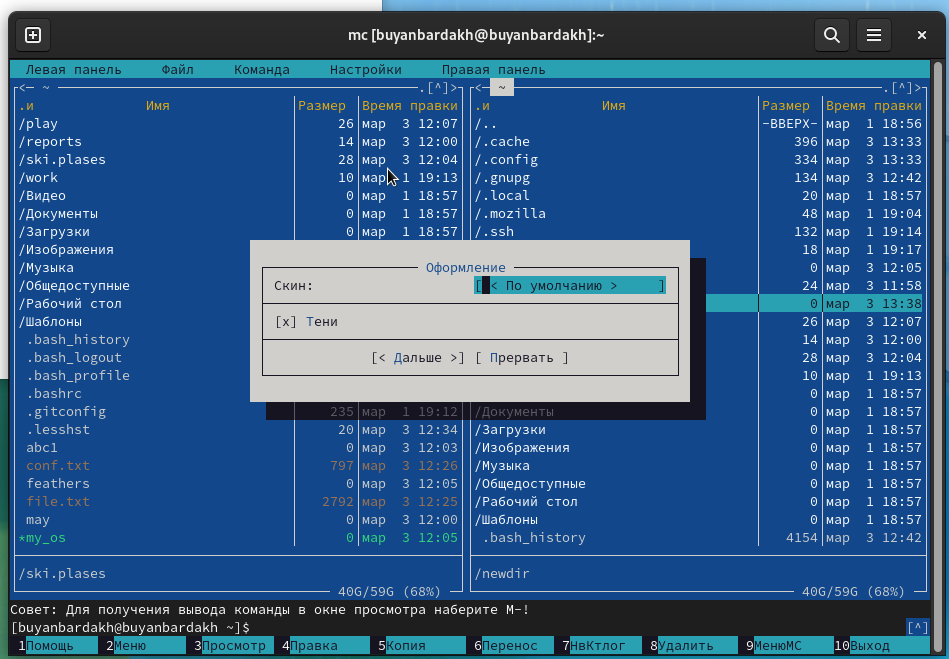 mc [buyanbardakh@buyanbardakh]:~
Левая панель Файл Команда Настройки Правая панель
<— ~ .[^]> <— ~ .[^]>
.и Имя Размер Время правки .и Имя Размер Время правки
/play 26 мар 3 12:07 /.. -ВВЕРХ- мар 1 18:56
/reports 14 мар 3 12:00 /.cache 396 мар 3 13:33
/ski.plases 28 мар 3 12:04 /.config 334 мар 3 13:33
/work 10 мар 1 19:13 /.gnupg 134 мар 3 12:42
/Видео 0 мар 1 18:57 /.local 20 мар 1 18:57
/Документы 0 мар 1 18:57 /.mozilla 48 мар 1 19:04
/Загрузки 0 мар 1 18:57 /.ssh 132 мар 1 19:14
/Изображения 18 мар 1 19:17
/Музыка Оформление 0 мар 3 12:05
/Общедоступные Скин: [ < По умолчанию > ] 24 мар 3 11:58
/Рабочий стол 0 мар 3 13:38
/Шаблоны [x] Тени 26 мар 3 12:07
.bash_history 14 мар 3 12:00
.bash_logout [< Дальше >] [ Прервать ] 28 мар 3 12:04
.bash_profile 10 мар 1 19:13
.bashrc 0 мар 1 18:57
.gitconfig 235 мар 1 19:12 /Документы 0 мар 1 18:57
.lesshst 20 мар 3 12:34 /Загрузки 0 мар 1 18:57
abc1 0 мар 3 12:03 /Изображения 0 мар 1 18:57
conf.txt 797 мар 3 12:26 /Музыка 0 мар 1 18:57
feathers 0 мар 3 12:05 /Общедоступные 0 мар 1 18:57
file.txt 2792 мар 3 12:25 /Рабочий стол 0 мар 1 18:57
may 0 мар 3 12:00 /Шаблоны 0 мар 1 18:57
*my_os 0 мар 3 12:05 .bash_history 4154 мар 3 12:42
/ski.plases /newdir
40G/59G (68%) 40G/59G (68%)
Совет: Для получения вывода команды в окне просмотра наберите M-!
[buyanbardakh@buyanbardakh ~]$ [^]
1Помощь 2Меню 3Просмотр 4Правка 5Копия 6Перенос 7НвКтлог 8Удалить 9МенюMC 10Выход